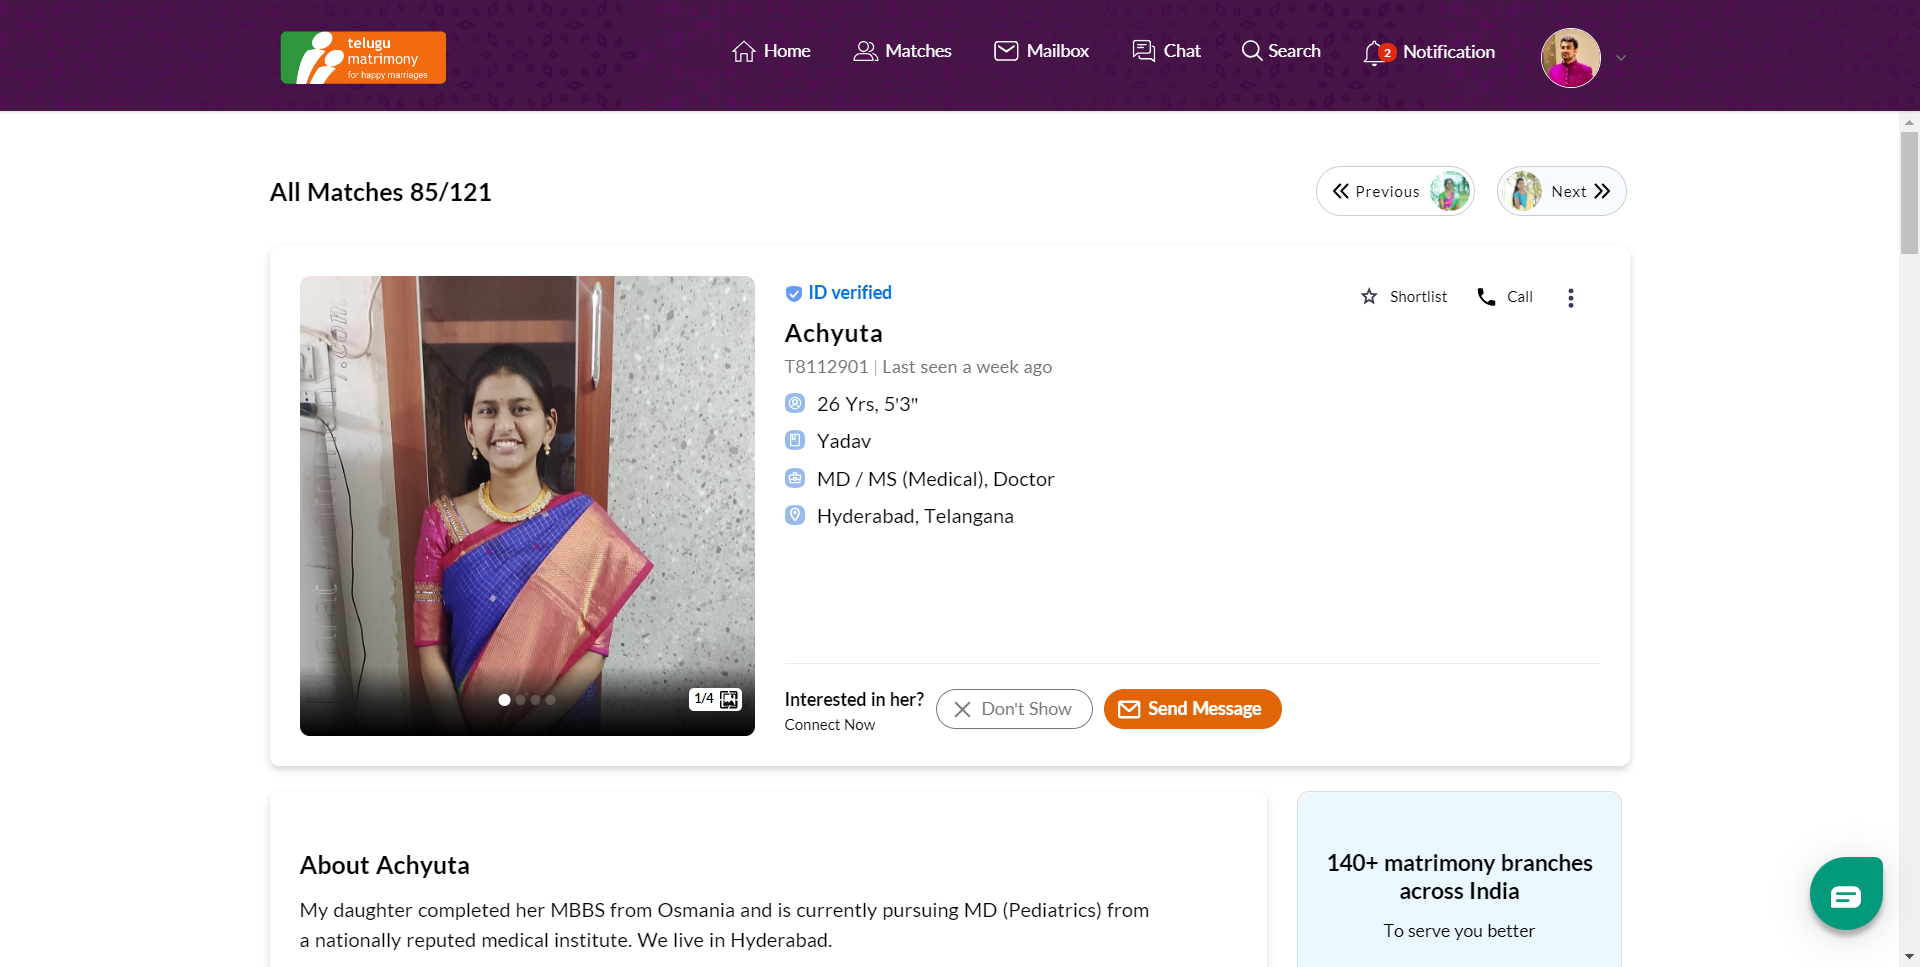 telugu
matrimony
for happy marriages
Home
Matches
Mailbox
Chat
Search
2
Notification
All Matches 85/121
Previous
Next
ID verified
Shortlist
Call
Achyuta
T8112901 | Last seen a week ago
26 Yrs, 5'3"
Yadav
MD / MS (Medical), Doctor
Hyderabad, Telangana
1/4
Interested in her?
Connect Now
Don't Show
Send Message
About Achyuta
My daughter completed her MBBS from Osmania and is currently pursuing MD (Pediatrics) from
a nationally reputed medical institute. We live in Hyderabad.
140+ matrimony branches
across India
To serve you better